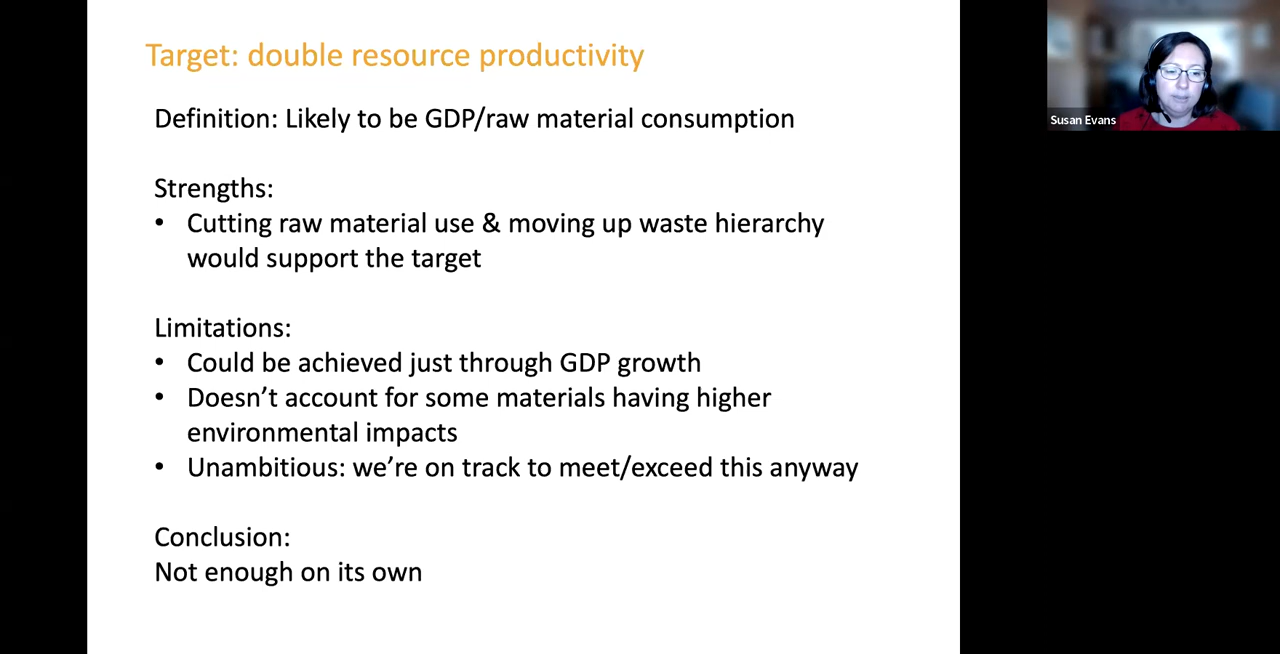 Target: double resource productivity
Definition: Likely to be GDP/raw material consumption
Strengths:
• Cutting raw material use & moving up waste hierarchy
would support the target
Limitations:
• Could be achieved just through GDP growth
• Doesn’t account for some materials having higher
environmental impacts
• Unambitious: we’re on track to meet/exceed this anyway
Conclusion:
Not enough on its own
Susan Evans